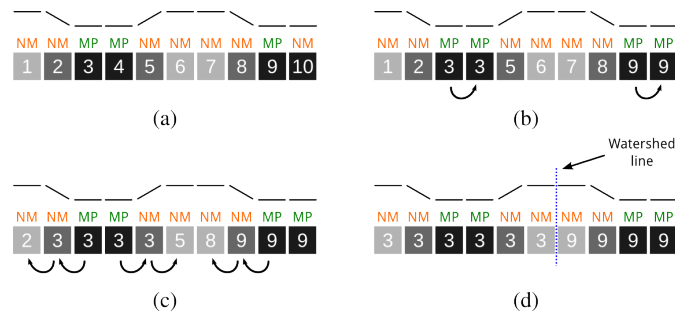 NM NM MP MP NM NM NM NM MP NM
1 2 3 4 5 6 7 8 9 10
(a)
NM NM MP MP NM NM NM NM MP MP
1 2 3 3 5 6 7 8 9 9
(b)
Watershed
line
NM NM MP MP NM NM NM NM MP MP
2 3 3 3 3 5 8 9 9 9
(c)
NM NM MP MP NM NM NM NM MP MP
3 3 3 3 3 3 9 9 9 9
(d)